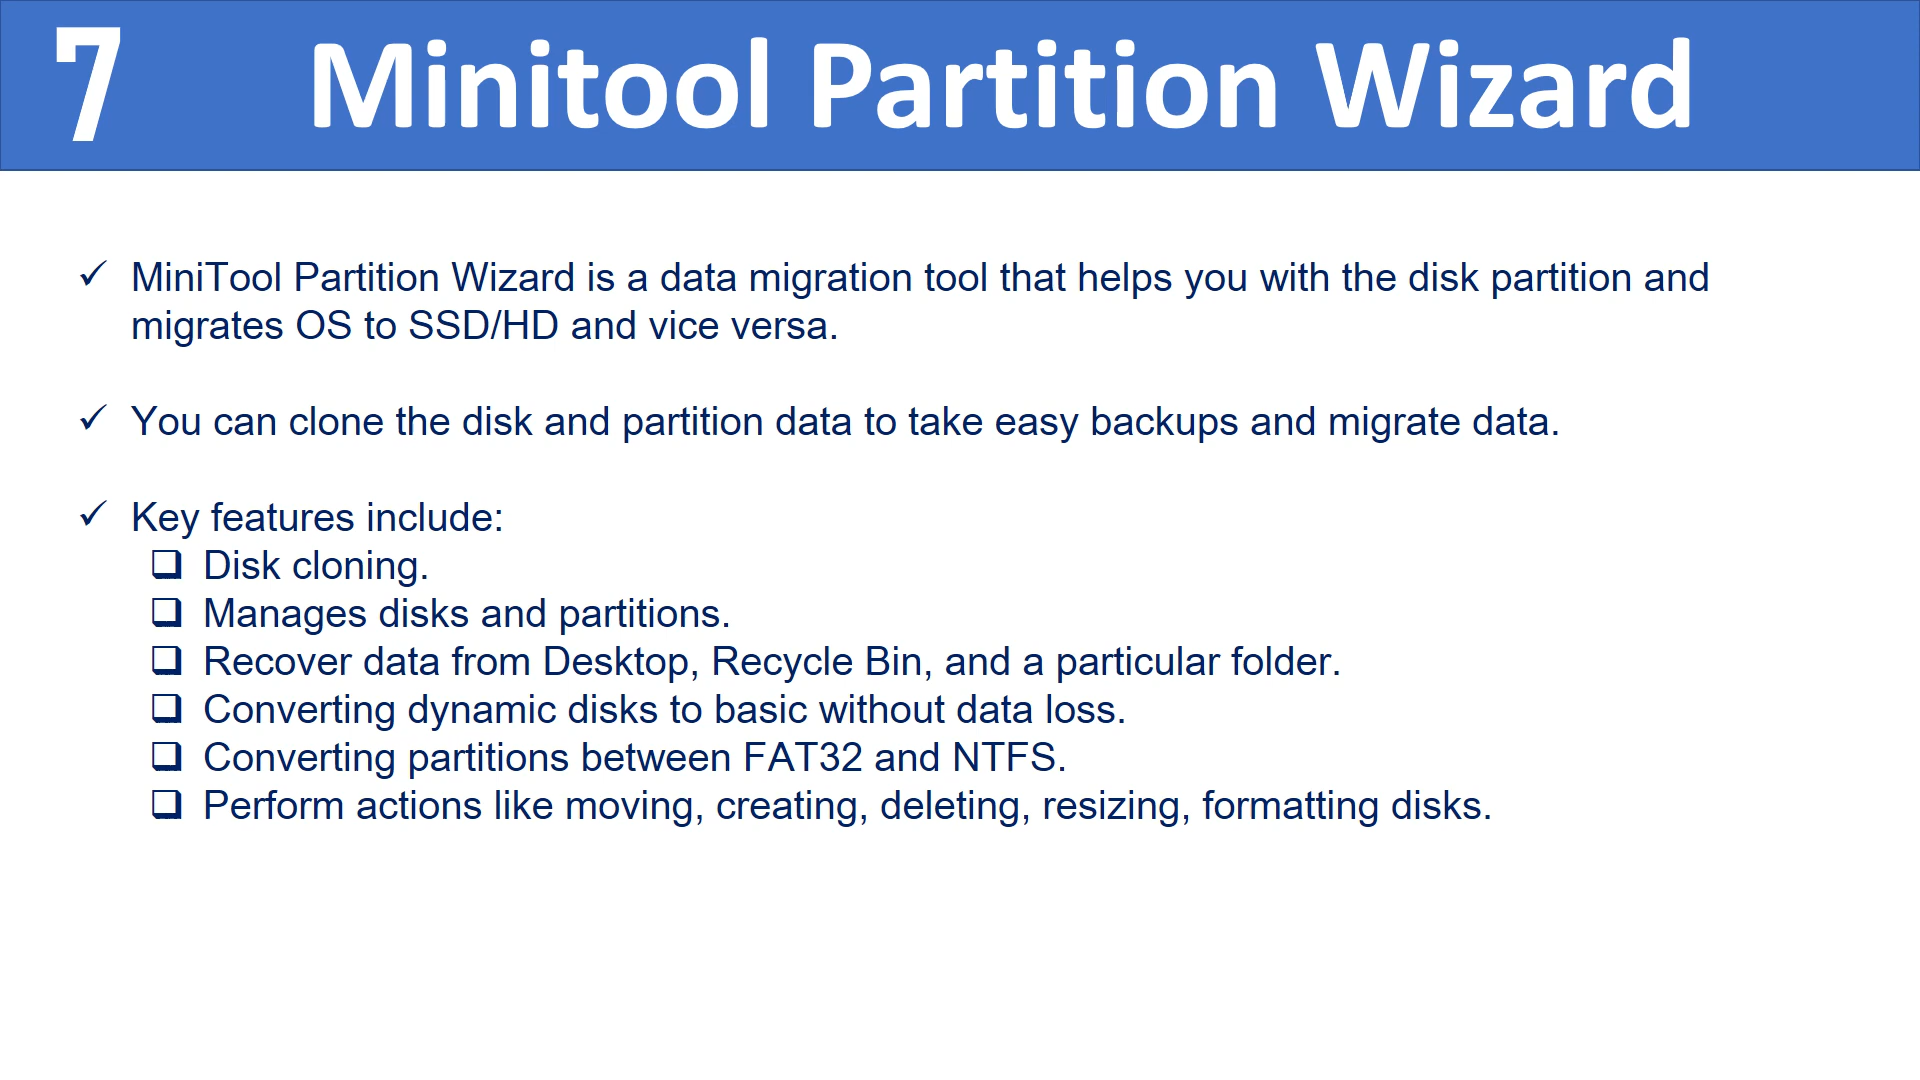 7 Minitool Partition Wizard
✓ MiniTool Partition Wizard is a data migration tool that helps you with the disk partition and
migrates OS to SSD/HD and vice versa.
✓ You can clone the disk and partition data to take easy backups and migrate data.
✓ Key features include:
❑ Disk cloning.
❑ Manages disks and partitions.
❑ Recover data from Desktop, Recycle Bin, and a particular folder.
❑ Converting dynamic disks to basic without data loss.
❑ Converting partitions between FAT32 and NTFS.
❑ Perform actions like moving, creating, deleting, resizing, formatting disks.